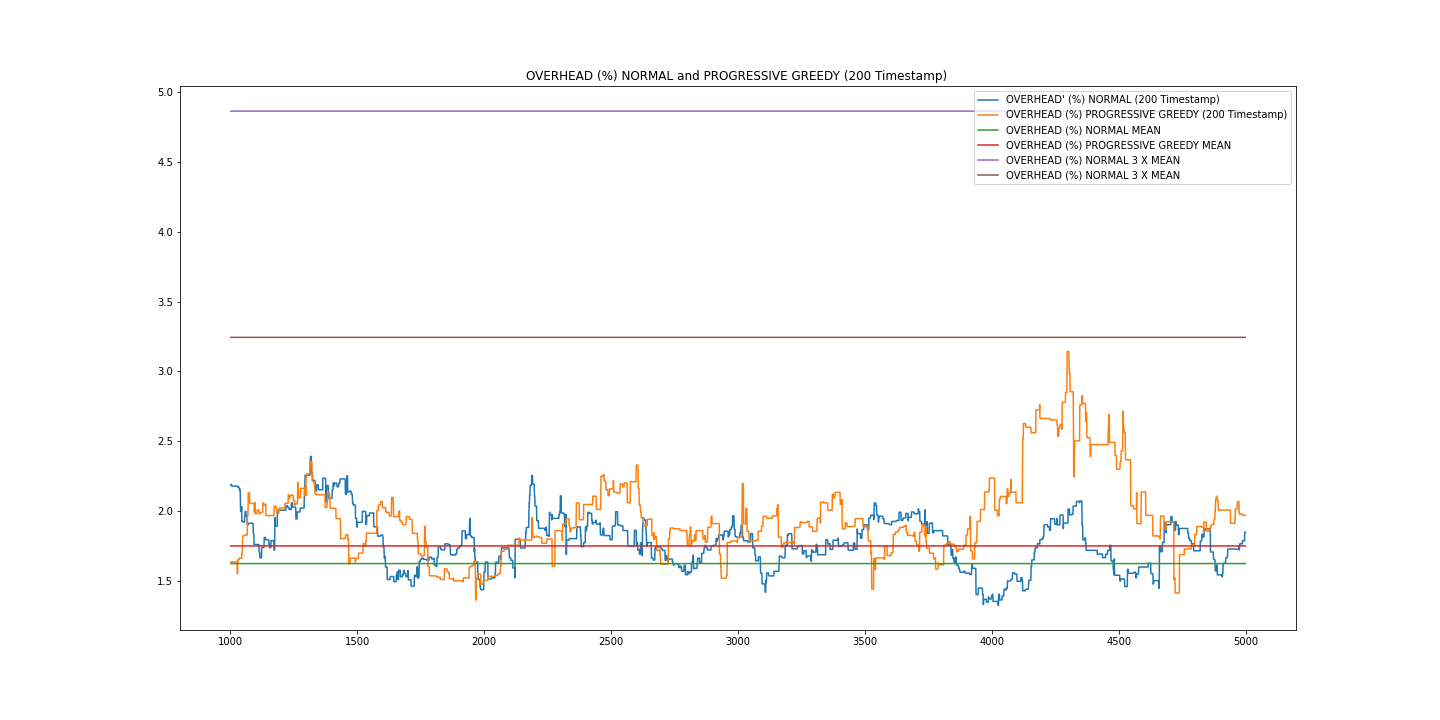 OVERHEAD (%) NORMAL and PROGRESSIVE GREEDY (200 Timestamp)
5.0
4.5
4.0
3.5
3.0
2.5
2.0
1.5
OVERHEAD' (%) NORMAL (200 Timestamp)
OVERHEAD (%) PROGRESSIVE GREEDY (200 Timestamp)
OVERHEAD (%) NORMAL MEAN
OVERHEAD (%) PROGRESSIVE GREEDY MEAN
OVERHEAD (%) NORMAL 3 X MEAN
OVERHEAD (%) NORMAL 3 X MEAN
1000 1500 2000 2500 3000 3500 4000 4500 5000